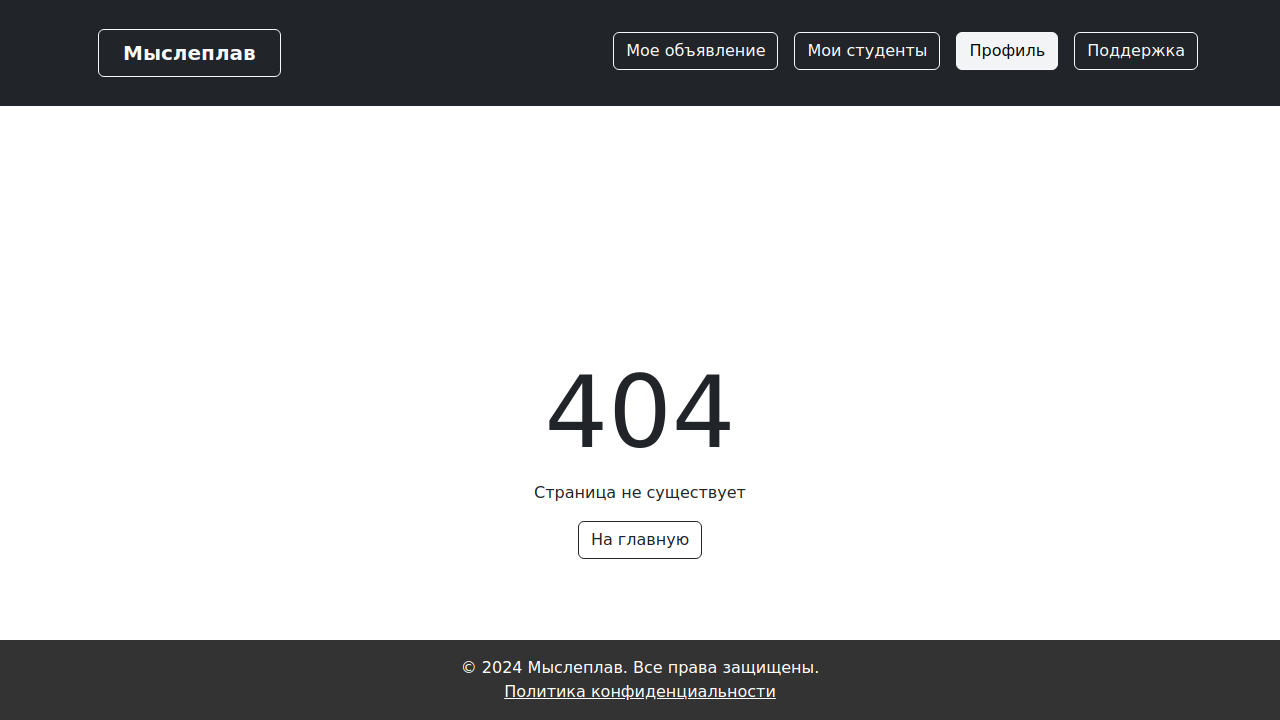 Мыслеплав
Мое объявление
Мои студенты
Профиль
Поддержка
404
Страница не существует
На главную
© 2024 Мыслеплав. Все права защищены.
Политика конфиденциальности